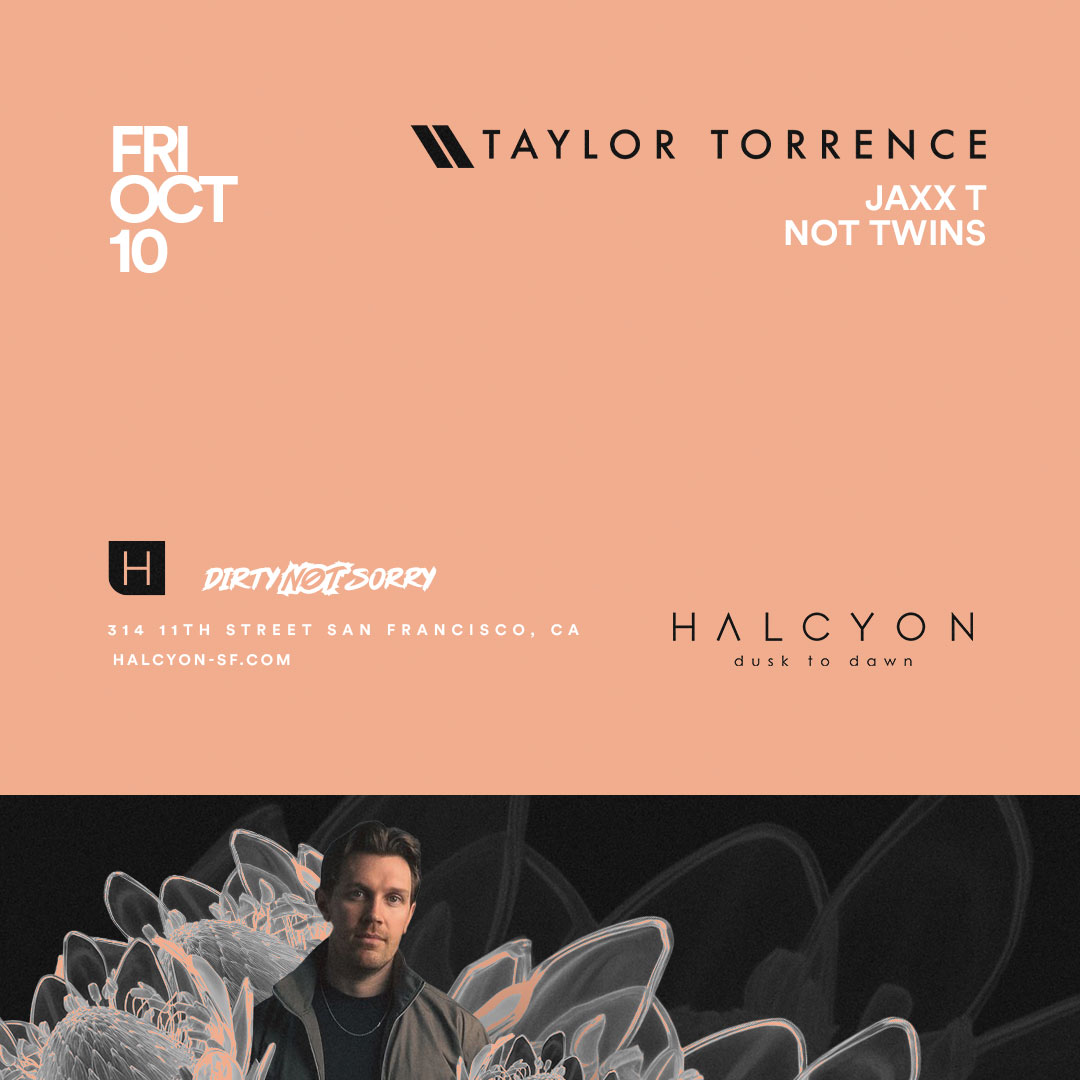 FRI
OCT
10
TAYLOR TORRENCE
JAXX T
NOT TWINS
H
DIRTY NOT SORRY
314 11TH STREET SAN FRANCISCO, CA
HALCYON-SF.COM
HALCYON
dusk to dawn